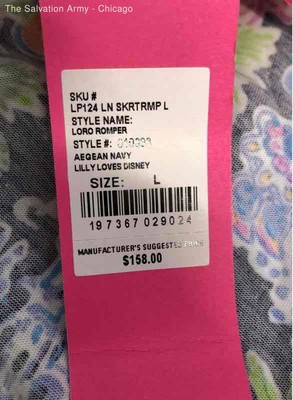 The Salvation Army - Chicago
SKU #
LP124 LN SKRTRMP L
STYLE NAME:
LORO ROMPER
STYLE #:
AEGEAN NAVY
LILLY LOVES DISNEY
SIZE: L
197367029024
MANUFACTURER'S SUGGESTED PRICE
$158.00